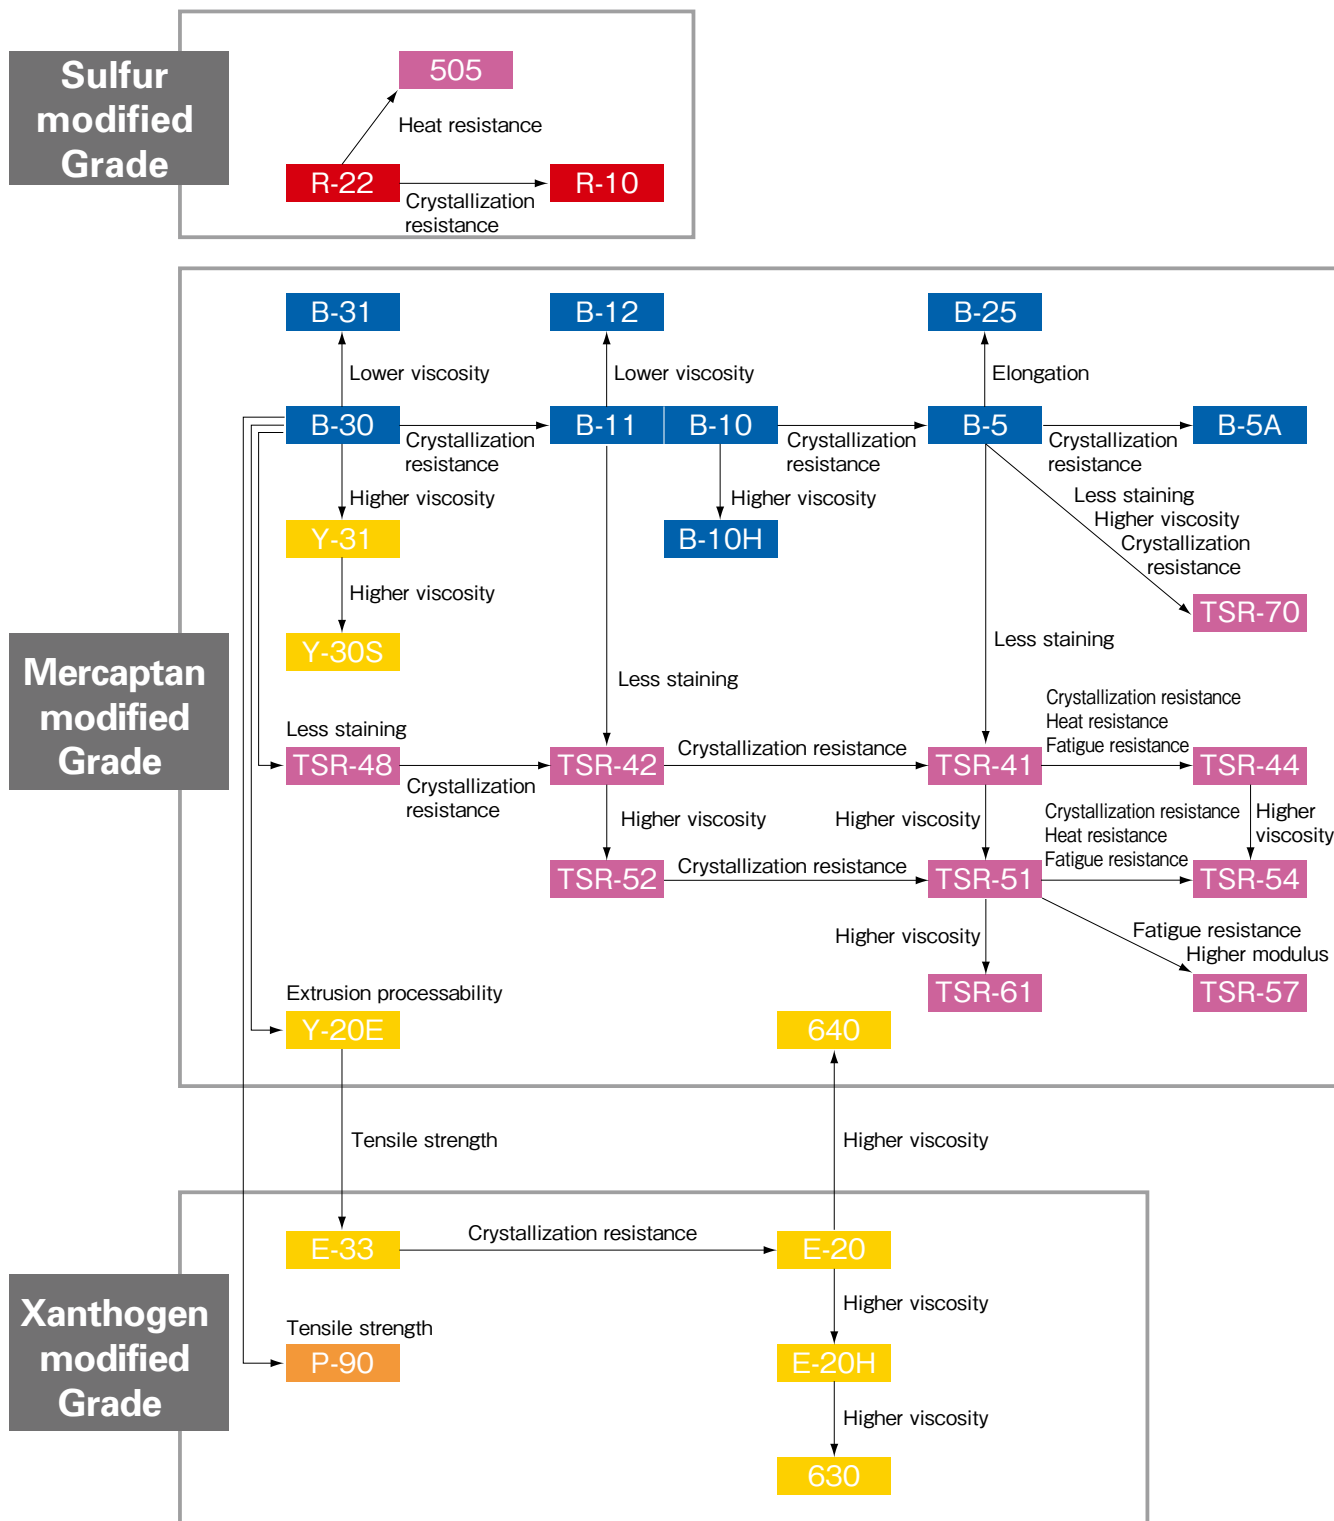 Sulfur
modified
Grade
505
Heat resistance
R-22
R-10
Crystallization
resistance
B-31
B-12
B-25
Lower viscosity
Lower viscosity
Elongation
B-30
B-11
B-10
B-5
B-5A
Crystallization
resistance
Crystallization
resistance
Crystallization
resistance
Higher viscosity
Higher viscosity
Less staining
Higher viscosity
Crystallization
resistance
Y-31
B-10H
Higher viscosity
TSR-70
Y-30S
Less staining
Less staining
Mercaptan
modified
Grade
Less staining
Crystallization resistance
Heat resistance
Fatigue resistance
TSR-48
TSR-42
Crystallization resistance
TSR-41
TSR-44
Crystallization
resistance
Higher viscosity
Higher viscosity
Crystallization resistance
Heat resistance
Fatigue resistance
Higher
viscosity
TSR-52
Crystallization resistance
TSR-51
TSR-54
Higher viscosity
Fatigue resistance
Higher modulus
TSR-61
TSR-57
Extrusion processability
Y-20E
640
Tensile strength
Higher viscosity
E-33
Crystallization resistance
E-20
Xanthogen
modified
Grade
Higher viscosity
Tensile strength
P-90
E-20H
Higher viscosity
630